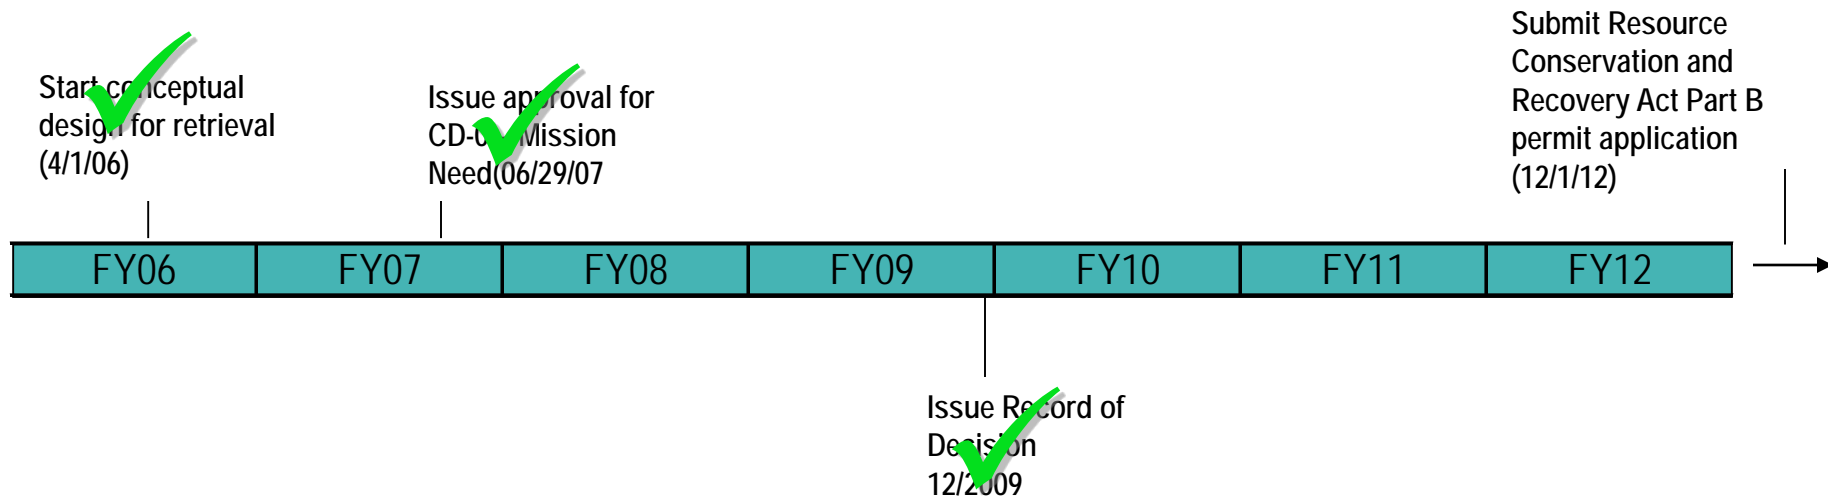 Start conceptual
design for retrieval
(4/1/06)
Issue approval for
CD-0 Mission
Need(06/29/07
Submit Resource
Conservation and
Recovery Act Part B
permit application
(12/1/12)
FY06 FY07 FY08 FY09 FY10 FY11 FY12
Issue Record of
Decision
12/2009